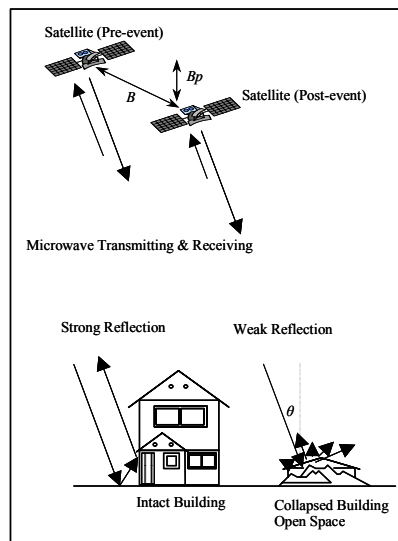 Satellite (Pre-event)
Bp
B
Satellite (Post-event)
Microwave Transmitting & Receiving
Strong Reflection
Weak Reflection
θ
Intact Building
Collapsed Building
Open Space